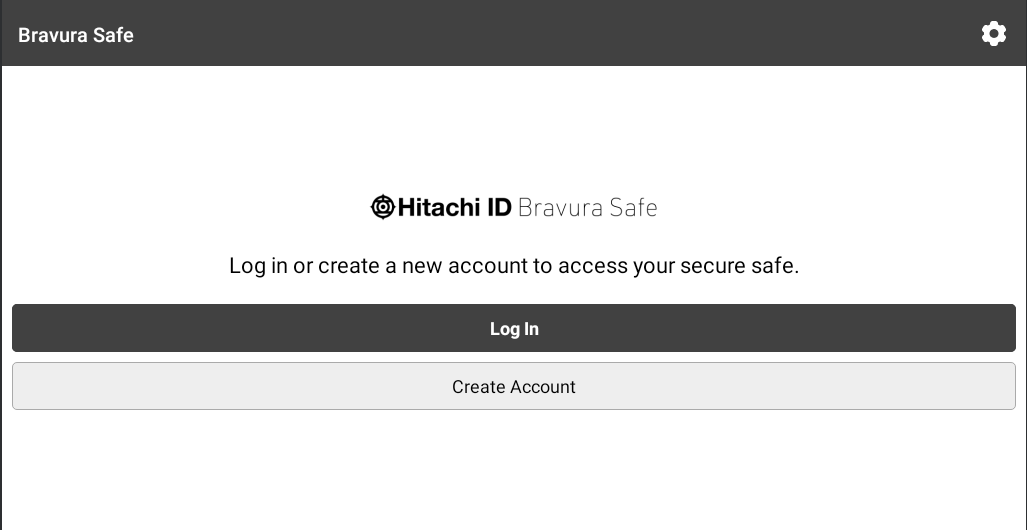 Bravura Safe
Hitachi ID Bravura Safe
Log in or create a new account to access your secure safe.
Log In
Create Account